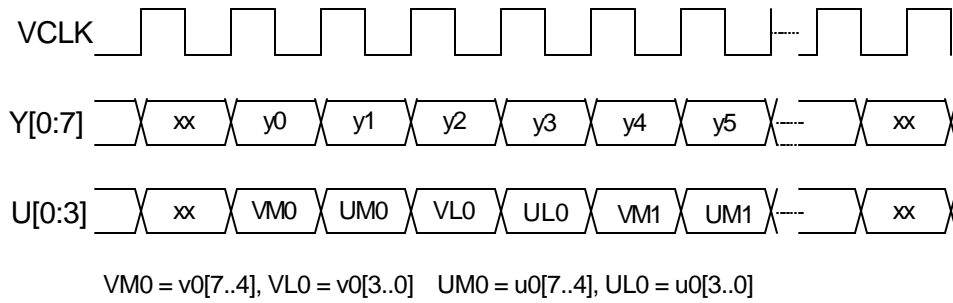 VCLK
Y[0:7] xx y0 y1 y2 y3 y4 y5 xx
U[0:3] xx VM0 UM0 VL0 UL0 VM1 UM1 xx
VM0 = v0[7..4], VL0 = v0[3..0] UM0 = u0[7..4], UL0 = u0[3..0]